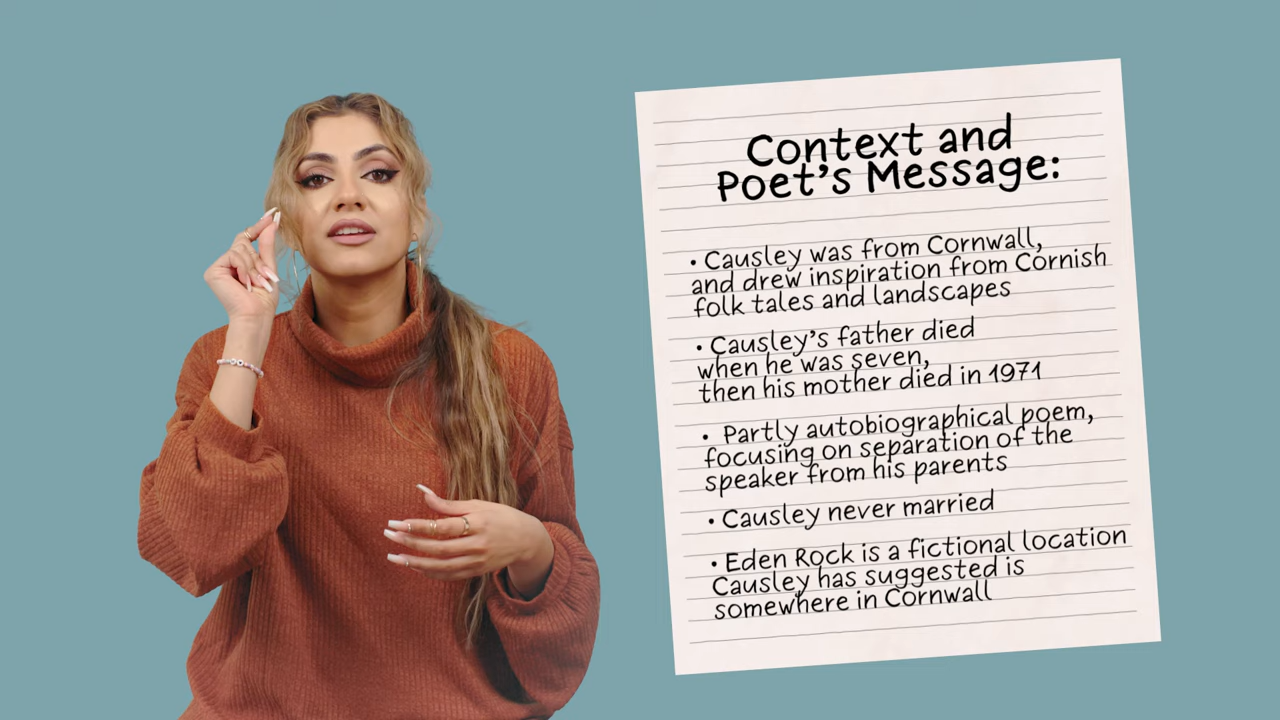 Context and
Poet's Message:
• Causley was from Cornwall,
and drew inspiration from Cornish
folk tales and landscapes
• Causley's father died
when he was seven,
then his mother died in 1971
• Partly autobiographical poem,
focusing on separation of the
speaker from his parents
• Causley never married
• Eden Rock is a fictional location
Causley has suggested is
somewhere in Cornwall